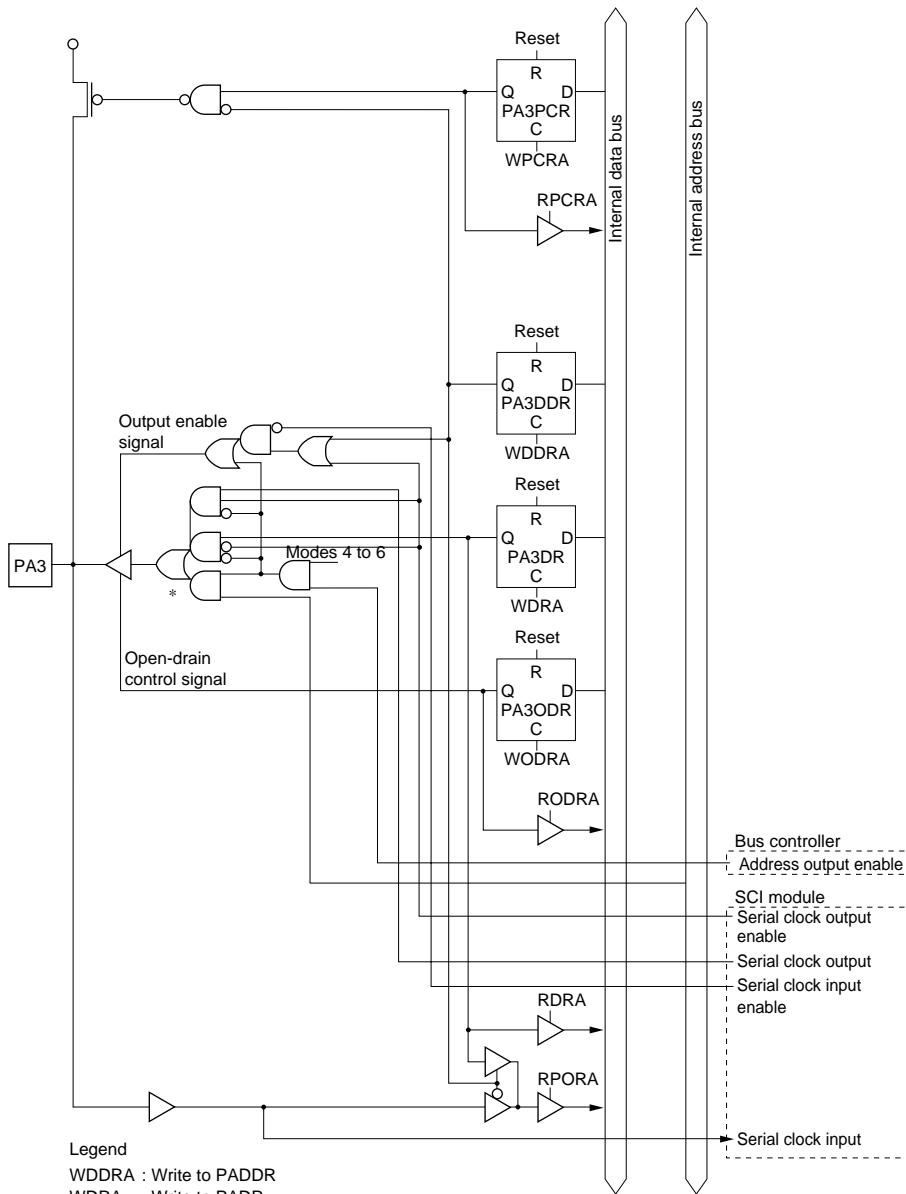 Reset
R
Q D
PA3PCR
C
WPCRA
RPCRA
Internal data bus
Internal address bus
Reset
R
Q D
PA3DDR
C
WDDRA
Output enable
signal
Reset
R
Q D
PA3DR
C
WDRA
Modes 4 to 6
PA3
*
Open-drain
control signal
Reset
R
Q D
PA3ODR
C
WODRA
RODRA
Bus controller
Address output enable
SCI module
Serial clock output
enable
Serial clock output
Serial clock input
enable
RDRA
RPORA
Serial clock input
Legend
WDDRA : Write to PADDR